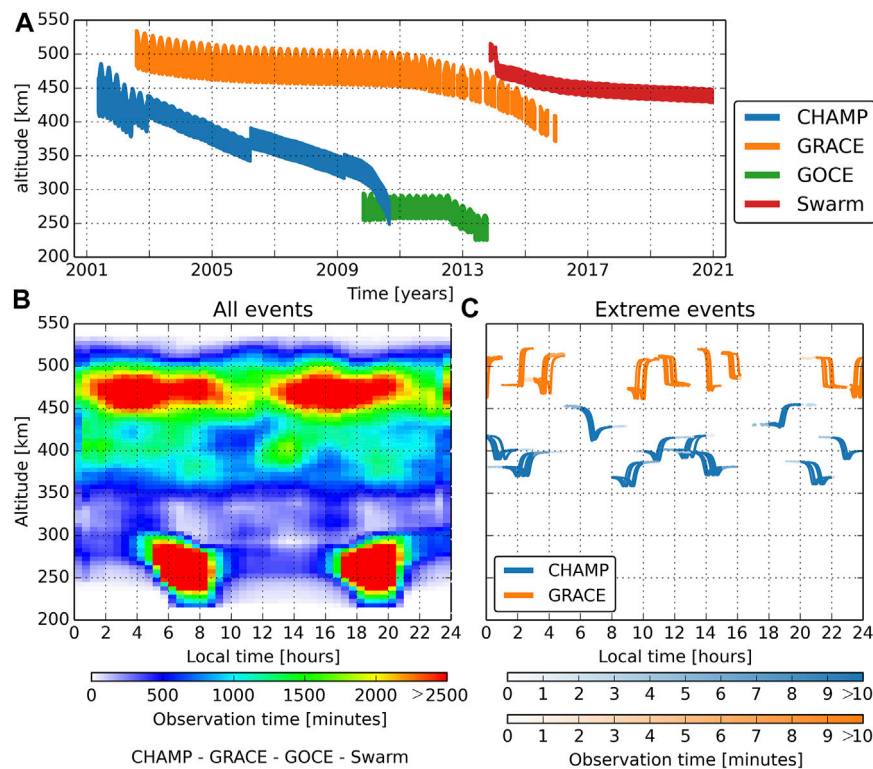 A
550
500
450
400
350
300
250
200
altitude [km]
2001 2005 2009 2013 2017 2021
Time [years]
CHAMP
GRACE
GOCE
Swarm
B
All events
550
500
450
400
350
300
250
200
Altitude [km]
0 2 4 6 8 10 12 14 16 18 20 22 24
Local time [hours]
0 500 1000 1500 2000 >2500
Observation time [minutes]
CHAMP - GRACE - GOCE - Swarm
C
Extreme events
CHAMP
GRACE
0 2 4 6 8 10 12 14 16 18 20 22 24
Local time [hours]
0 1 2 3 4 5 6 7 8 9 >10
0 1 2 3 4 5 6 7 8 9 >10
Observation time [minutes]